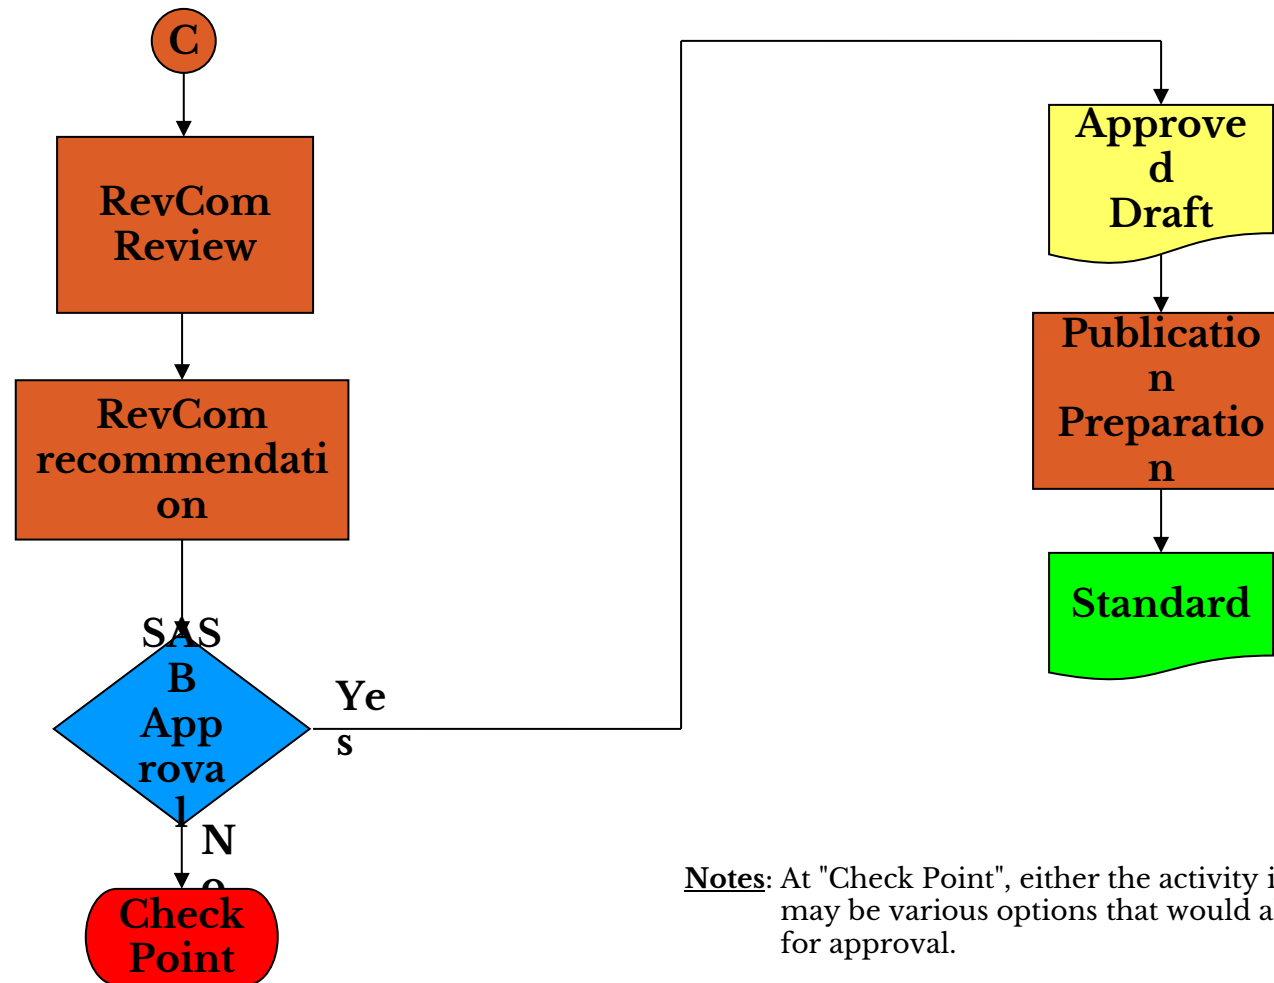 C
RevCom
Review
RevCom
recommendati
on
SAS
B
App
rova
l
Ye
s
N
o
Check
Point
Approve
d
Draft
Publicatio
n
Preparatio
n
Standard
Notes: At "Check Point", either the activity i
may be various options that would a
for approval.